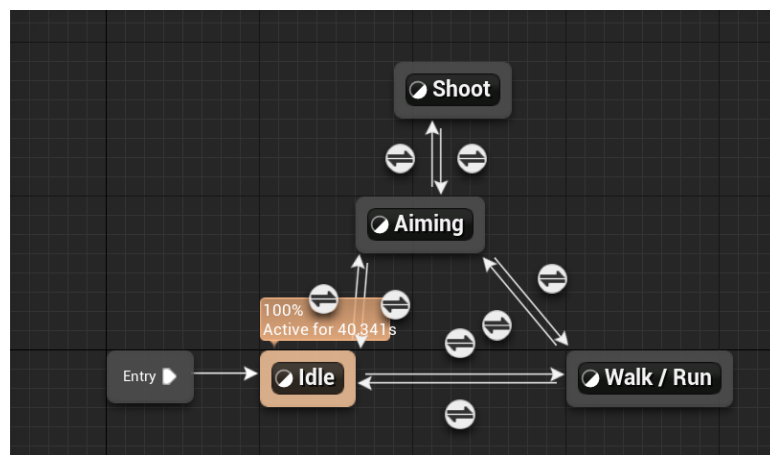 Shoot
Aiming
100%
Active for 40,341s
Entry
Idle
Walk / Run